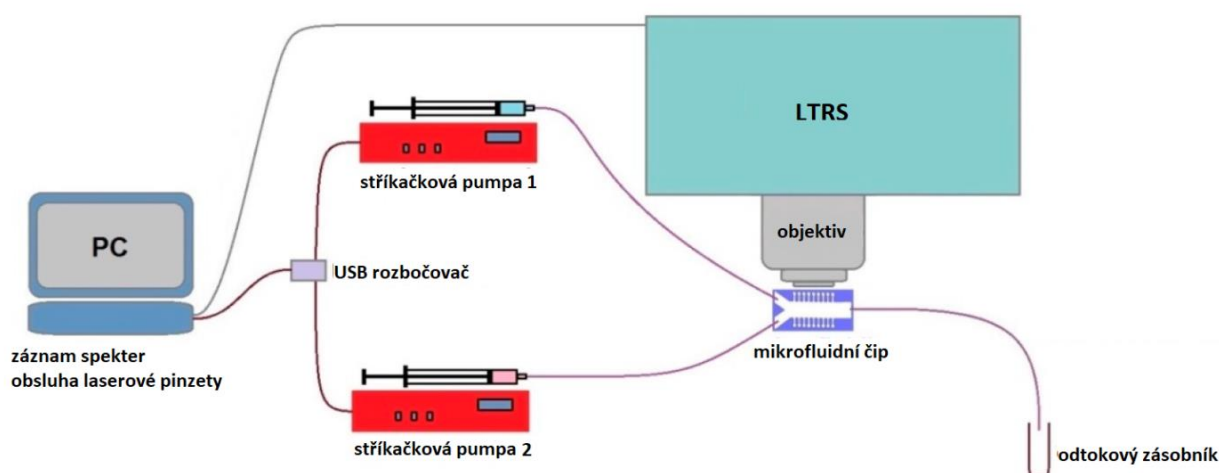 LTRS
stříkačková pumpa 1
objektiv
PC
USB rozbočovač
mikrofluidní čip
záznam spekter
obsluha laserové pinzety
stříkačková pumpa 2
odtokový zásobník